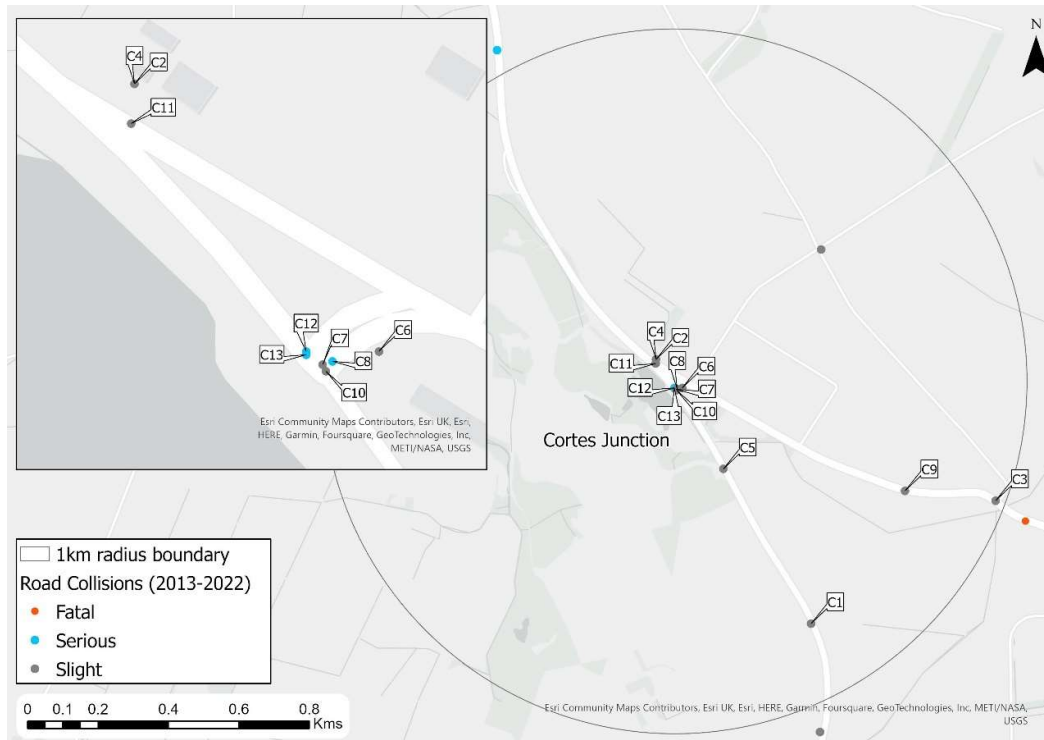 C4
C2
C11
C12
C7
C6
C13
C8
C10
Esri Community Maps Contributors, Esri UK, Esri,
HERE, Garmin, Foursquare, GeoTechnologies, Inc,
METI/NASA, USGS
N
C4
C2
C11
C8
C6
C12
C7
C13
C10
Cortes Junction
C5
C9
C3
C1
1km radius boundary
Road Collisions (2013-2022)
Fatal
Serious
Slight
0 0.1 0.2 0.4 0.6 0.8
Kms
Esri Community Maps Contributors, Esri UK, Esri, HERE, Garmin, Foursquare, GeoTechnologies, Inc, METI/NASA,
USGS